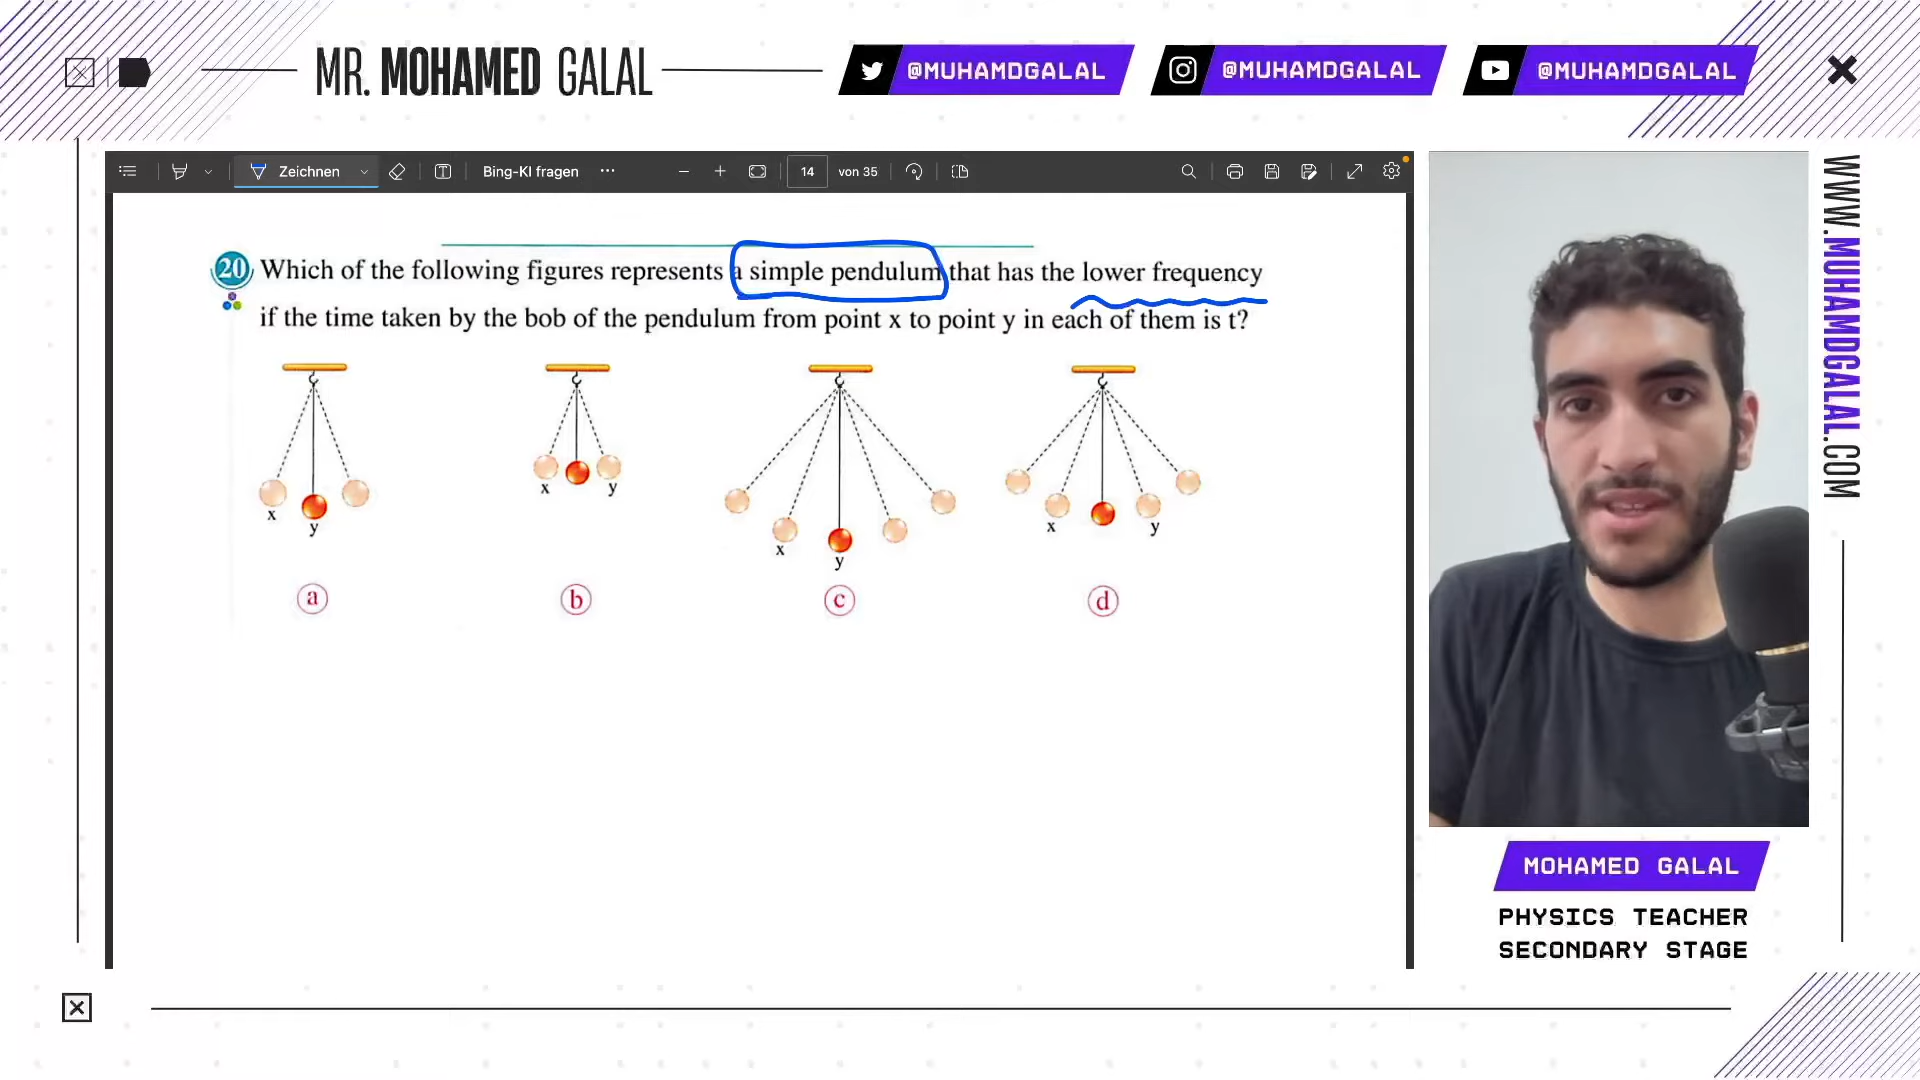 MR. MOHAMED GALAL
@MUHAMDGALAL
@MUHAMDGALAL
@MUHAMDGALAL
Zeichnen
Bing-KI fragen
14
von 35
20 Which of the following figures represents a simple pendulum that has the lower frequency
if the time taken by the bob of the pendulum from point x to point y in each of them is t?
x
y
a
x
y
b
x
y
c
x
y
d
WWW.MUHAMDGALAL.COM
MOHAMED GALAL
PHYSICS TEACHER
SECONDARY STAGE